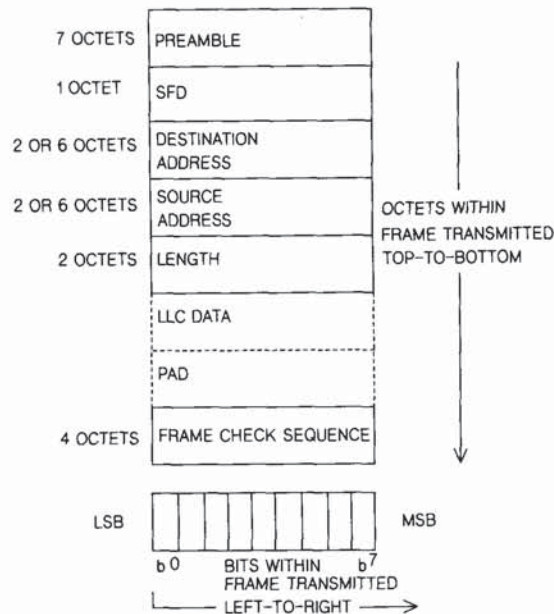 7 OCTETS
PREAMBLE
1 OCTET
SFD
2 OR 6 OCTETS
DESTINATION
ADDRESS
2 OR 6 OCTETS
SOURCE
ADDRESS
2 OCTETS
LENGTH
LLC DATA
PAD
4 OCTETS
FRAME CHECK SEQUENCE
OCTETS WITHIN
FRAME TRANSMITTED
TOP-TO-BOTTOM
LSB
MSB
b0
b7
BITS WITHIN
FRAME TRANSMITTED
LEFT-TO-RIGHT